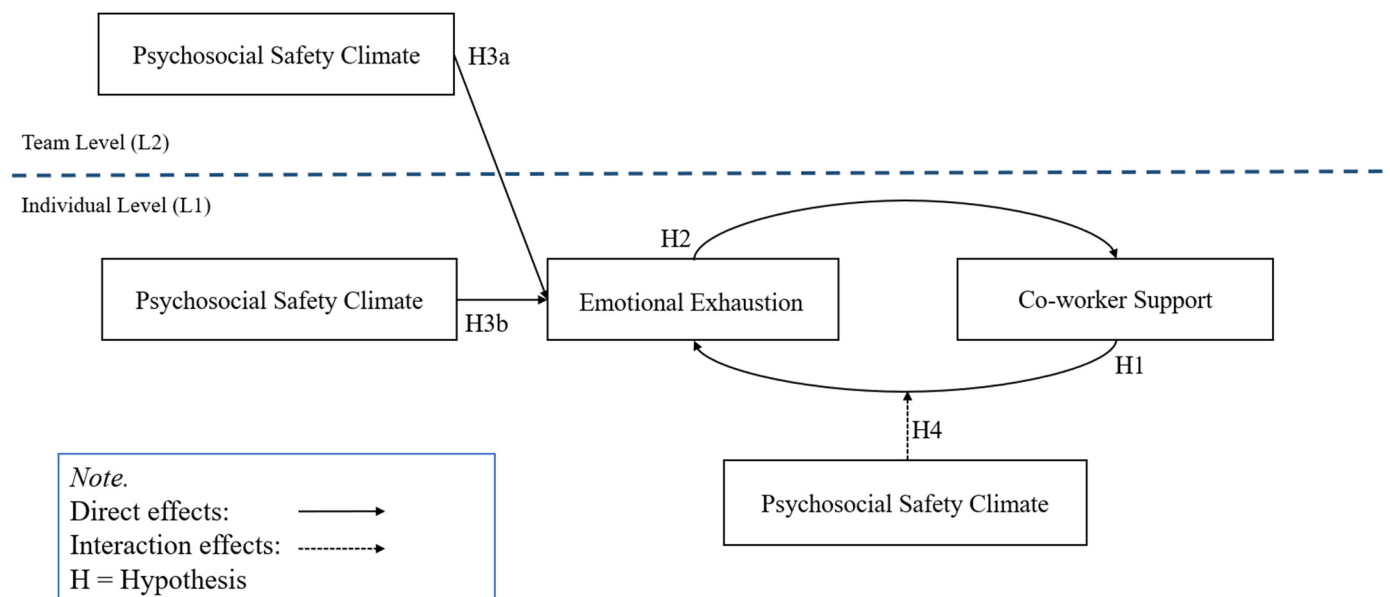 Psychosocial Safety Climate
H3a
Team Level (L2)
Individual Level (L1)
H2
Psychosocial Safety Climate
H3b
Emotional Exhaustion
Co-worker Support
H1
H4
Psychosocial Safety Climate
Note.
Direct effects:
Interaction effects:
H = Hypothesis